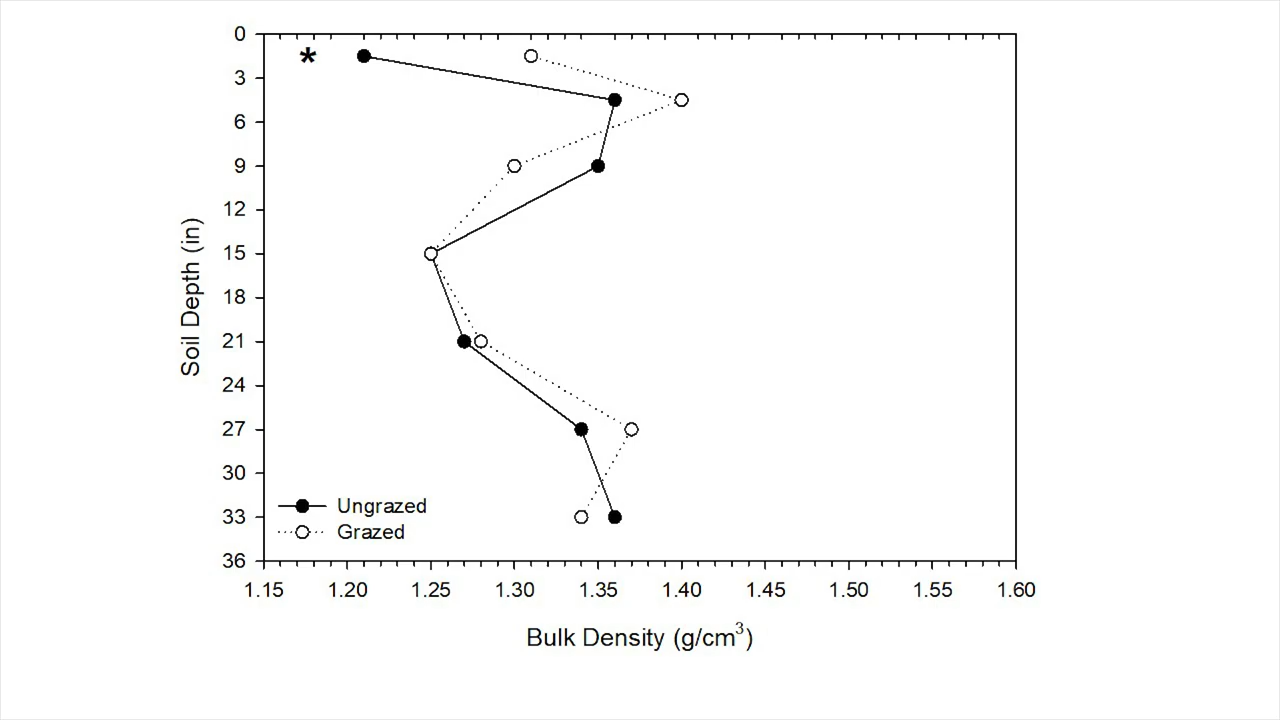 0
3
6
9
12
15
18
21
24
27
30
33
36
*
Soil Depth (in)
Ungrazed
Grazed
1.15 1.20 1.25 1.30 1.35 1.40 1.45 1.50 1.55 1.60
Bulk Density (g/cm³)